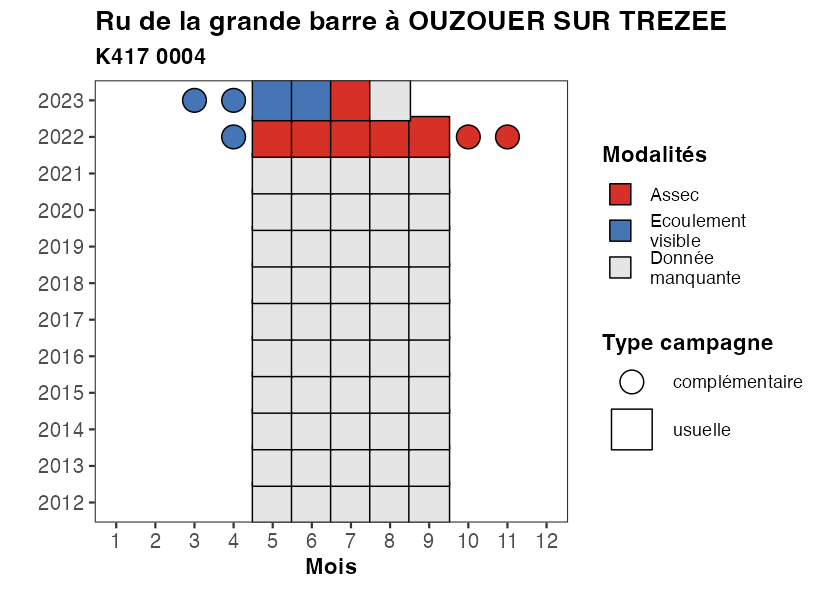 Ru de la grande barre à OUZOUER SUR TREZEE
K417 0004
2023
2022
2021
2020
2019
2018
2017
2016
2015
2014
2013
2012
1 2 3 4 5 6 7 8 9 10 11 12
Mois
Modalités
Assec
Ecoulement
visible
Donnée
manquante
Type campagne
complémentaire
usuelle